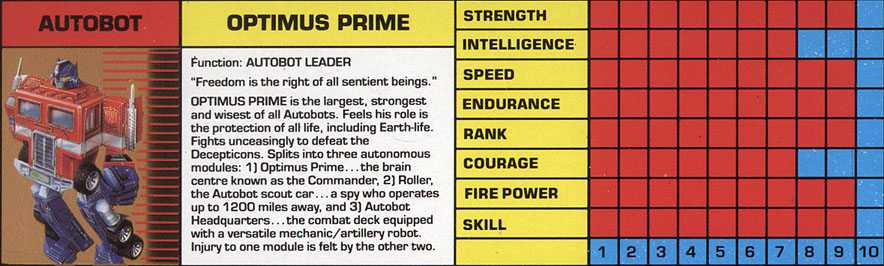 AUTOBOT
OPTIMUS PRIME
Function: AUTOBOT LEADER
“Freedom is the right of all sentient beings.”
OPTIMUS PRIME is the largest, strongest
and wisest of all Autobots. Feels his role is
the protection of all life, including Earth-life.
Fights unceasingly to defeat the
Decepticons. Splits into three autonomous
modules: 1) Optimus Prime...the brain
centre known as the Commander, 2) Roller,
the Autobot scout car...a spy who operates
up to 1200 miles away, and 3) Autobot
Headquarters...the combat deck equipped
with a versatile mechanic/artillery robot.
Injury to one module is felt by the other two.
STRENGTH
INTELLIGENCE
SPEED
ENDURANCE
RANK
COURAGE
FIRE POWER
SKILL
1 2 3 4 5 6 7 8 9 10